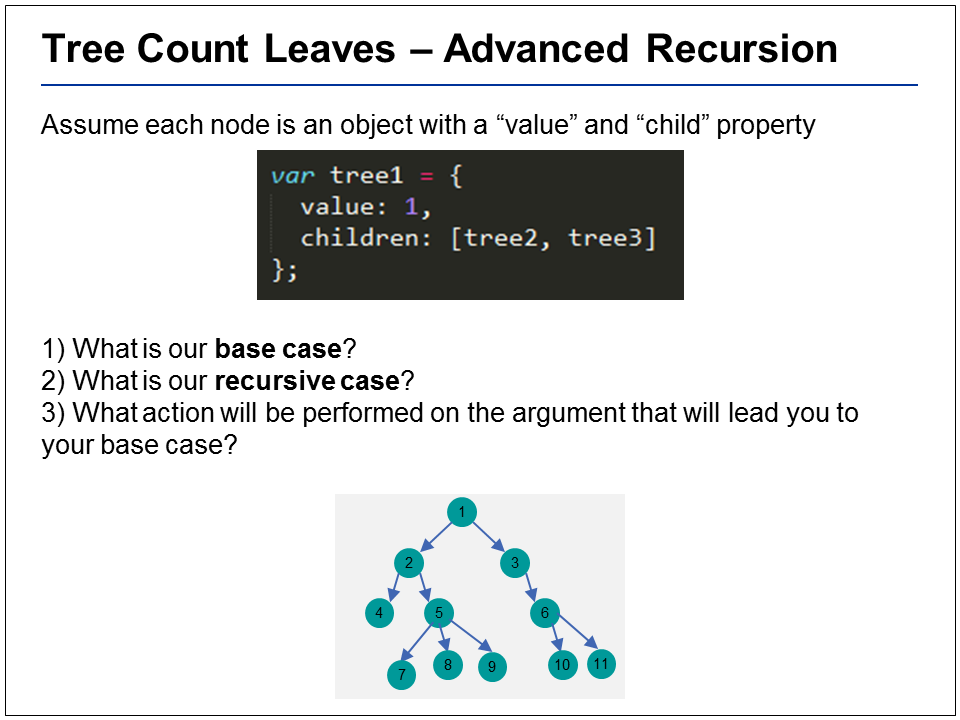 Tree Count Leaves – Advanced Recursion
Assume each node is an object with a “value” and “child” property
var tree1 = {
value: 1,
children: [tree2, tree3]
};
1) What is our base case?
2) What is our recursive case?
3) What action will be performed on the argument that will lead you to
your base case?
1
2 3
4 5 6
7 8 9 10 11